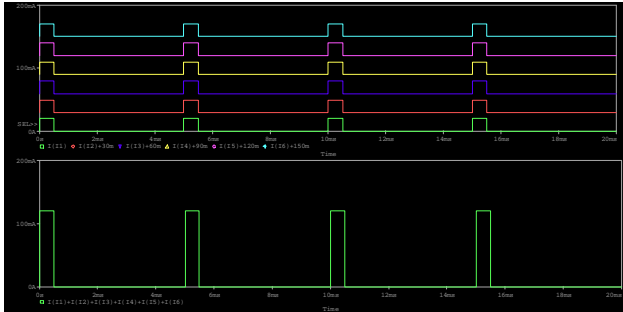 200mA
100mA
SEL>>
0A
0s 2ms 4ms 6ms 8ms 10ms 12ms 14ms 16ms 18ms 20ms
I(I1) I(I2)+30m I(I3)+60m I(I4)+90m I(I5)+120m I(I6)+150m
Time
200mA
100mA
0A
0s 2ms 4ms 6ms 8ms 10ms 12ms 14ms 16ms 18ms 20ms
I(I1)+I(I2)+I(I3)+I(I4)+I(I5)+I(I6)
Time